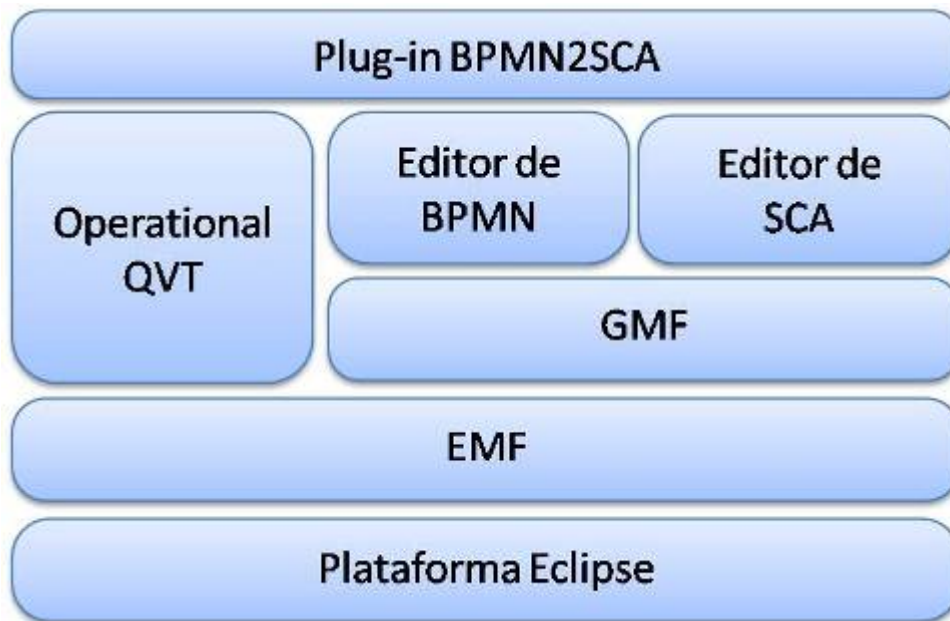 Plug-in BPMN2SCA
Operational
QVT
Editor de
BPMN
Editor de
SCA
GMF
EMF
Plataforma Eclipse